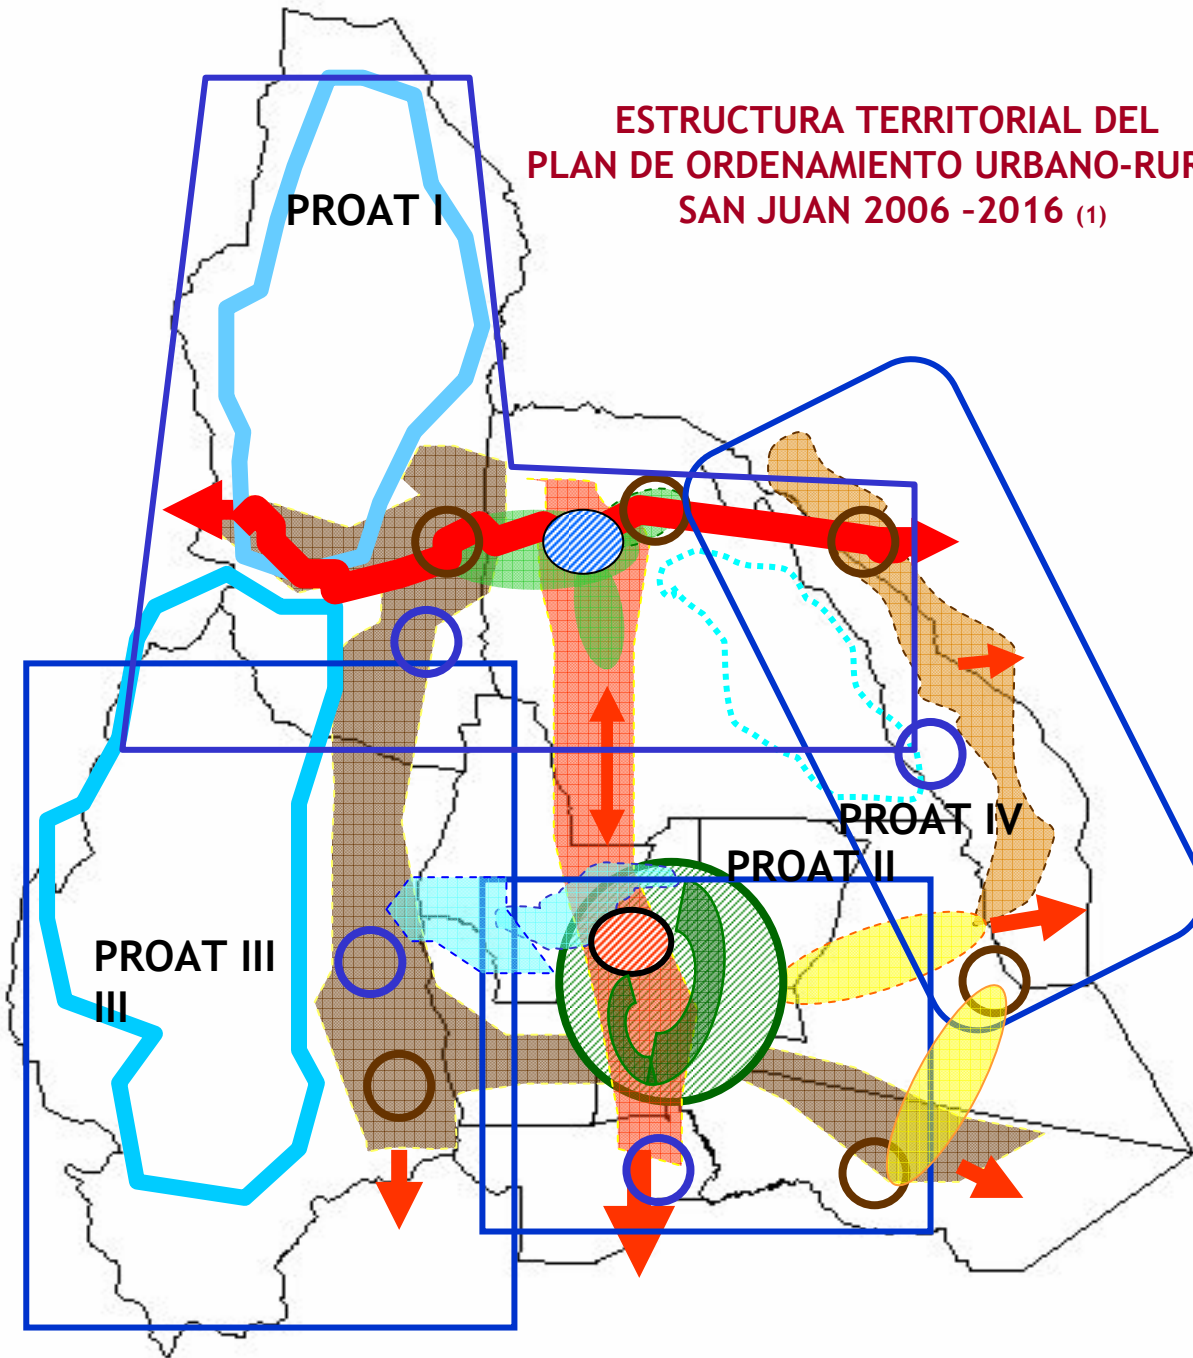 ESTRUCTURA TERRITORIAL DEL
PLAN DE ORDENAMIENTO URBANO-RUR
SAN JUAN 2006 -2016 (1)
PROAT I
PROAT IV
PROAT II
PROAT III
III